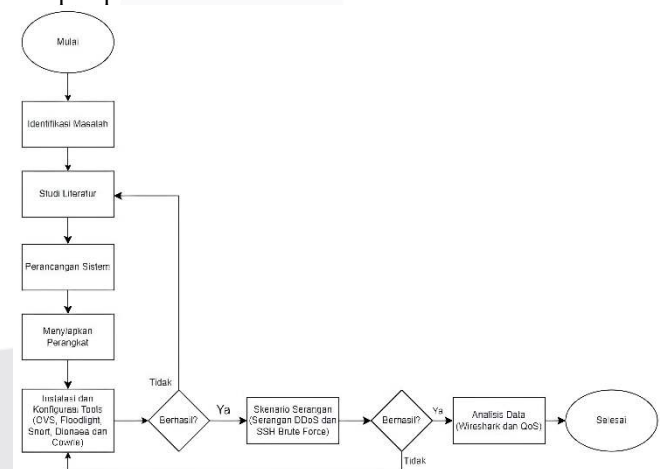 Mulai
Identifikasi Masalah
Studi Literatur
Perancangan Sistem
Menyiapkan
Perangkat
Instalasi dan
Konfigurasi Tools
(OVS, Floodlight,
Snort, Dionaea dan
Cowrie)
Tidak
Berhasil?
Ya
Skenario Serangan
(Serangan DDoS dan
SSH Brute Force)
Berhasil?
Ya
Tidak
Analisis Data
(Wireshark dan QoS)
Selesai